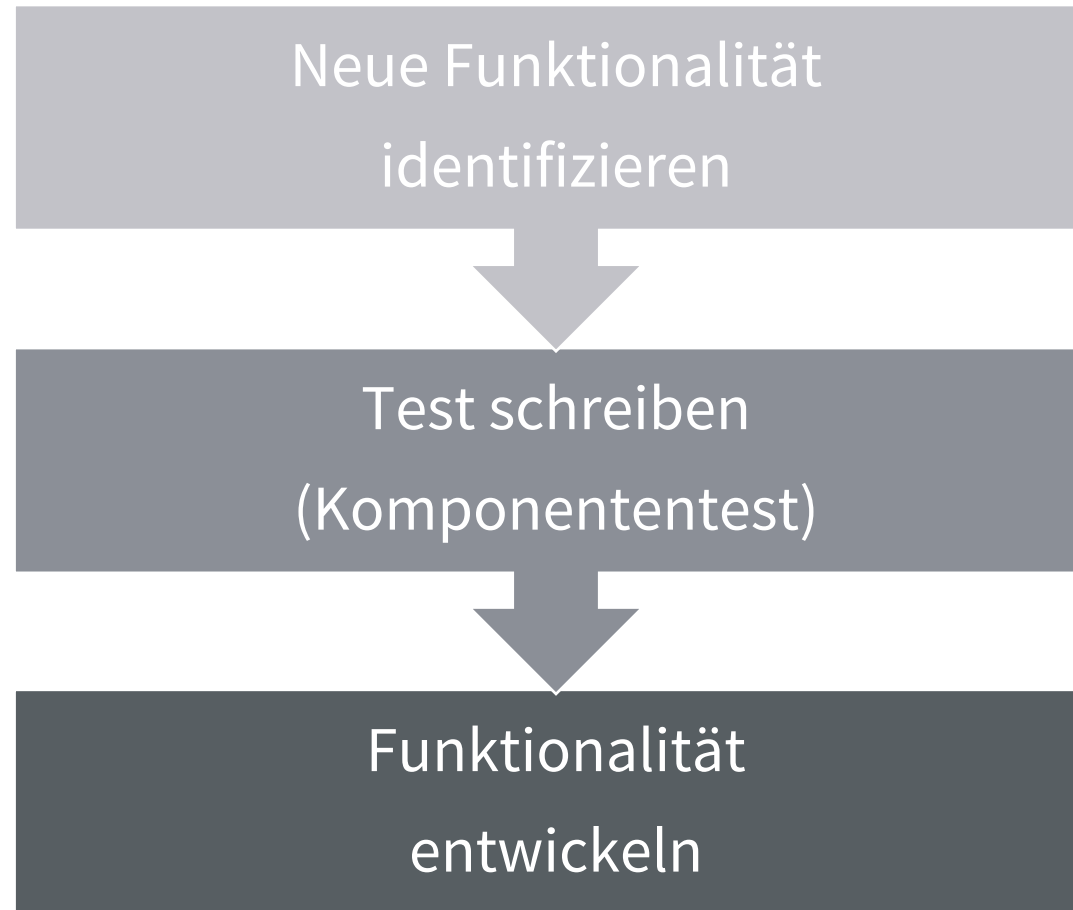 Neue Funktionalität
identifizieren
Test schreiben
(Komponententest)
Funktionalität
entwickeln